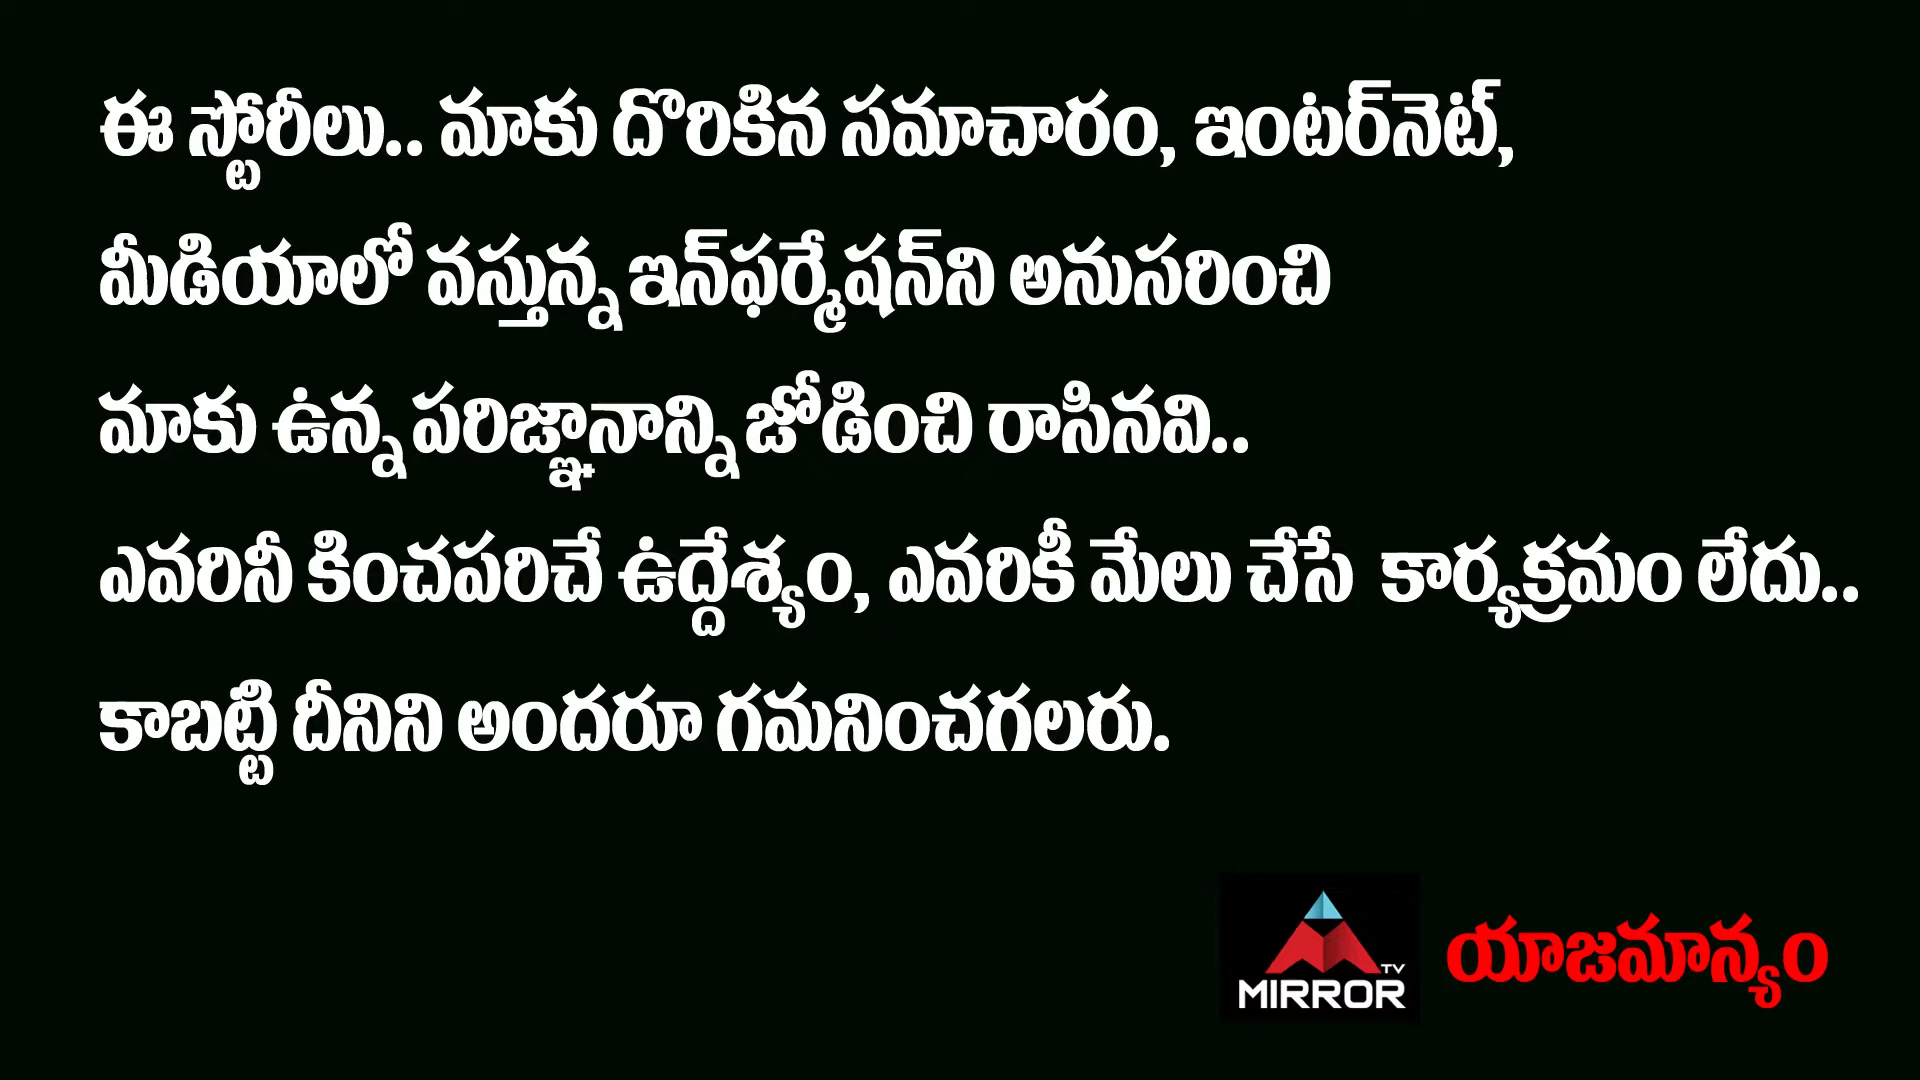 ఈ స్టోరీలు.. మాకు దొరికిన సమాచారం, ఇంటర్‌నెట్,
మీడియాలో వస్తున్న ఇన్‌ఫర్మేషన్‌ని అనుసరించి
మాకు ఉన్న పరిజ్ఞానాన్ని జోడించి రాసినవి..
ఎవరినీ కించపరిచే ఉద్దేశ్యం, ఎవరికీ మేలు చేసే కార్యక్రమం లేదు..
కాబట్టి దీనిని అందరూ గమనించగలరు.
TV
MIRROR
యాజమాన్యం